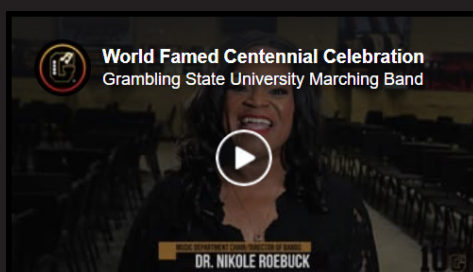 World Famed Centennial Celebration
Grambling State University Marching Band
MUSIC DEPARTMENT CHAIR/DIRECTOR OF BANDS
DR. NIKOLE ROEBUCK